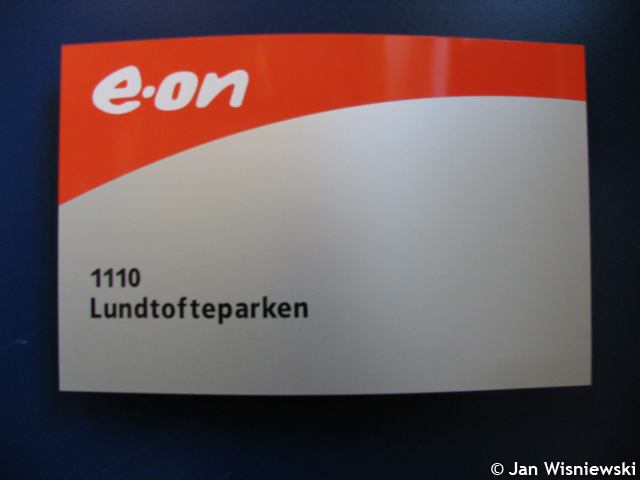 e·on
1110
Lundtofteparken
© Jan Wisniewski